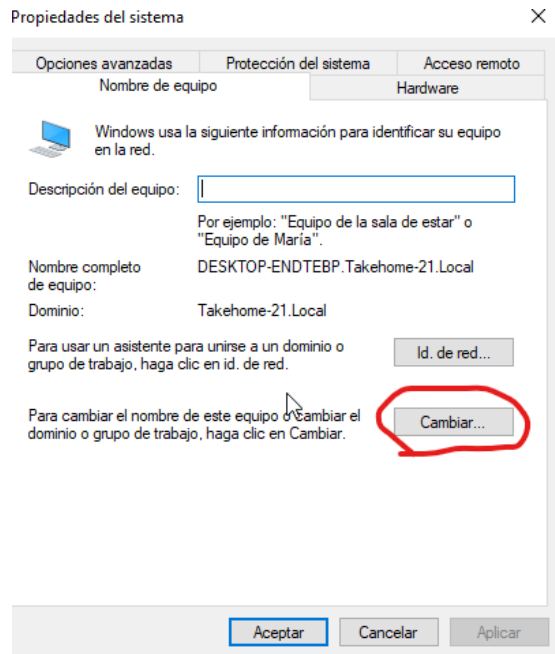 Propiedades del sistema
Opciones avanzadas
Protección del sistema
Acceso remoto
Nombre de equipo
Hardware
Windows usa la siguiente información para identificar su equipo
en la red.
Descripción del equipo:
Por ejemplo: "Equipo de la sala de estar" o
"Equipo de María".
Nombre completo
de equipo:
DESKTOP-ENDTEBP.Takehome-21.Local
Dominio:
Takehome-21.Local
Para usar un asistente para unirse a un dominio o
grupo de trabajo, haga clic en id. de red.
Id. de red...
Para cambiar el nombre de este equipo o cambiar el
dominio o grupo de trabajo, haga clic en Cambiar.
Cambiar...
Aceptar
Cancelar
Aplicar